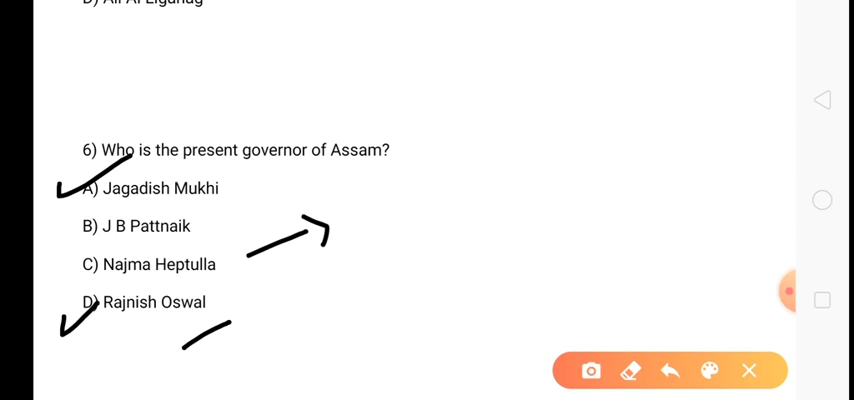 6) Who is the present governor of Assam?
A) Jagadish Mukhi
B) J B Pattnaik
C) Najma Heptulla
D) Rajnish Oswal